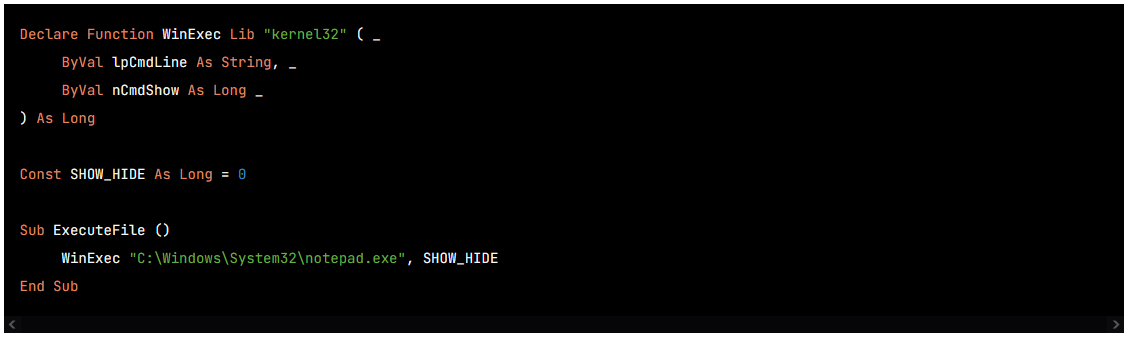 Declare Function WinExec Lib "kernel32" ( _
     ByVal lpCmdLine As String, _
     ByVal nCmdShow As Long _
) As Long

Const SHOW_HIDE As Long = 0

Sub ExecuteFile ()
     WinExec "C:\Windows\System32\notepad.exe", SHOW_HIDE
End Sub